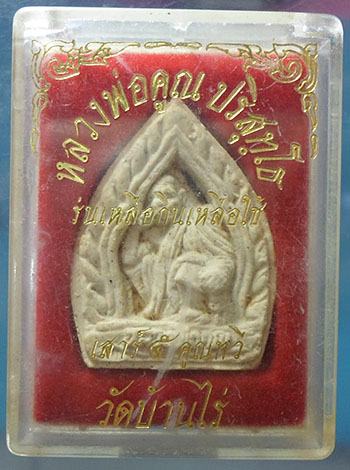 หลวงพ่อคูณ ปริสุทฺโธ
รุ่นเหลือกินเหลือใช้
เสาร์ ๕ คูณทวี
วัดบ้านไร่